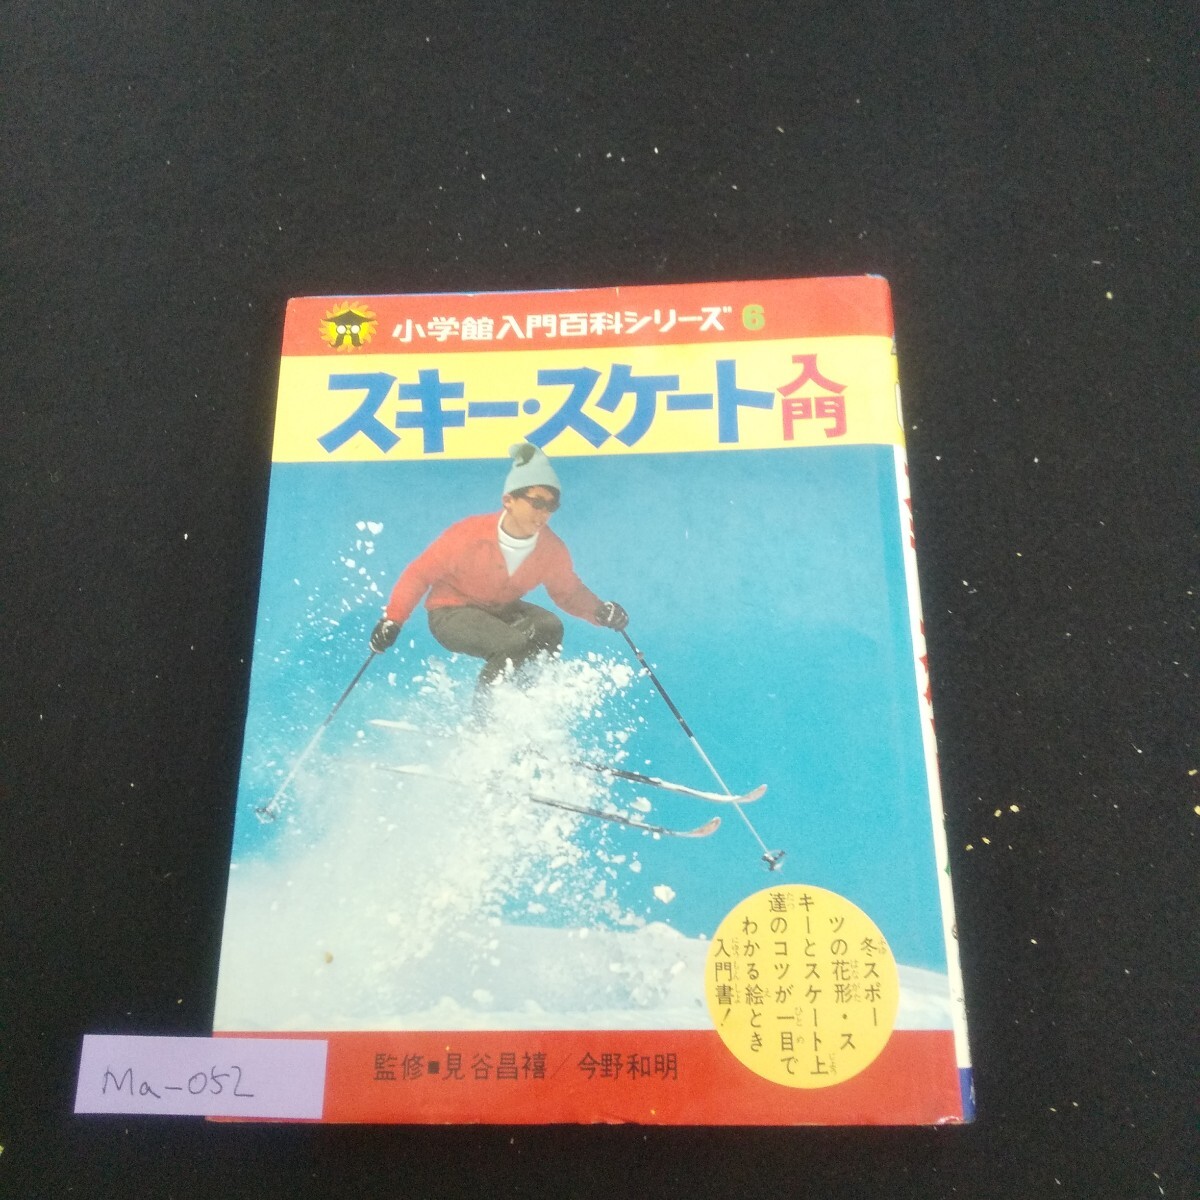 小学館入門百科シリーズ 6
スキー・スケート入門
冬スポー
ツの花形・ス
キーとスケート上
達のコツが一目で
わかる絵とき
入門書!
監修■見谷昌禧/今野和明
Ma-052